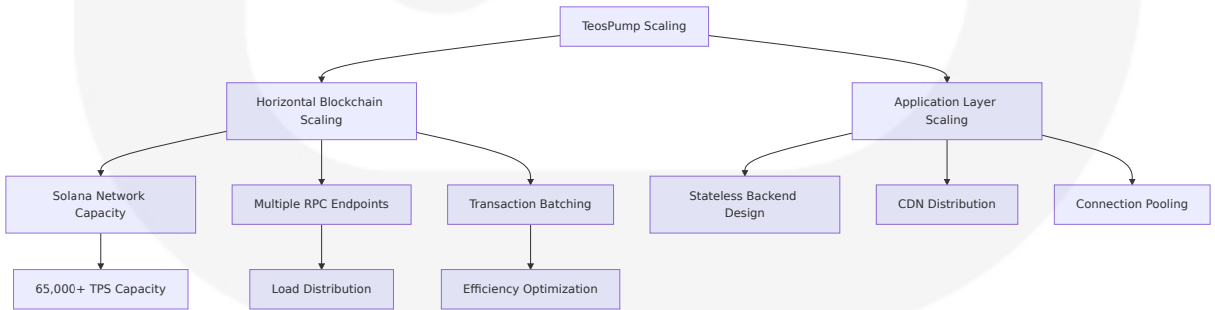 TeosPump Scaling
Horizontal Blockchain
Scaling
Application Layer
Scaling
Solana Network
Capacity
Multiple RPC Endpoints
Transaction Batching
Stateless Backend
Design
CDN Distribution
Connection Pooling
65,000+ TPS Capacity
Load Distribution
Efficiency Optimization